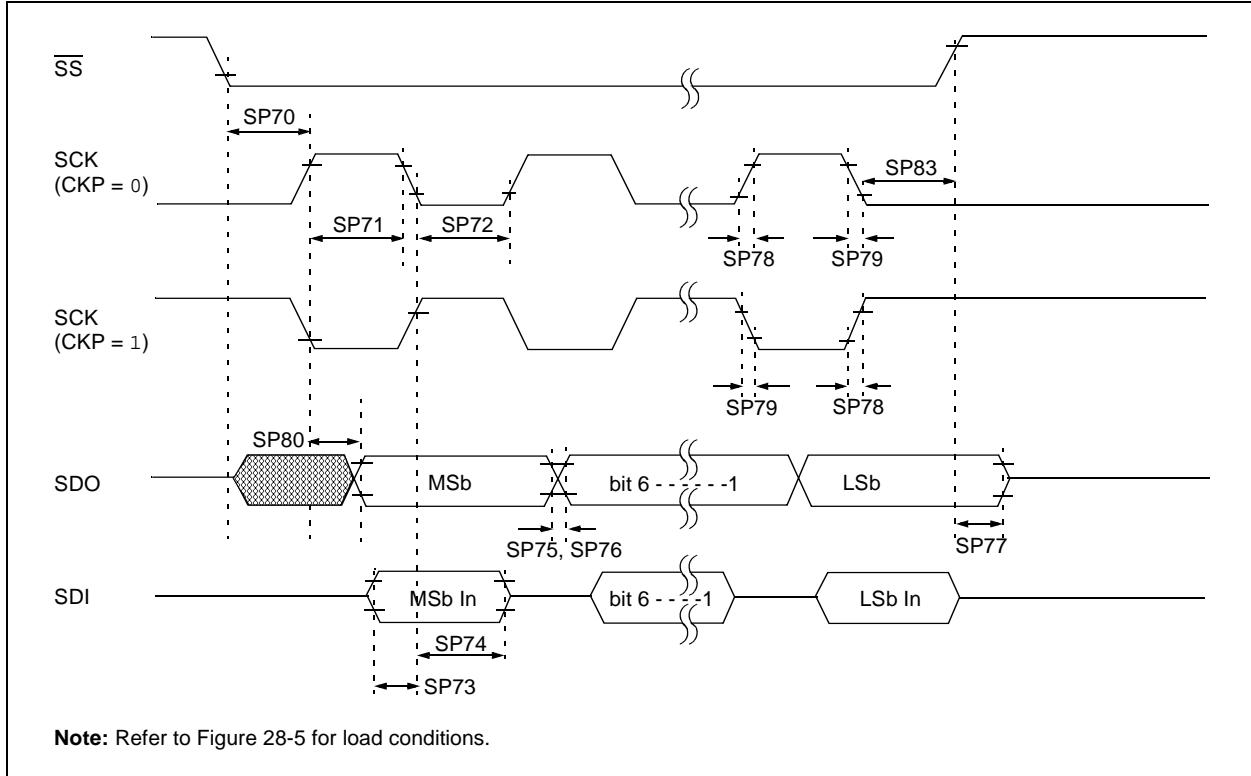 SS
SP70
SCK
(CKP = 0)
SP83
SP71
SP72
SP78
SP79
SCK
(CKP = 1)
SP79
SP78
SP80
SDO
MSb
bit 6 - - - - - -1
LSb
SP75, SP76
SP77
SDI
MSb In
bit 6 - - - -1
LSb In
SP74
SP73
Note: Refer to Figure 28-5 for load conditions.